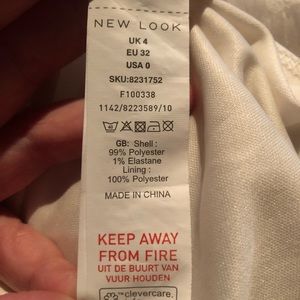 NEW LOOK
UK 4
EU 32
USA 0
SKU:8231752
F100338
1142/8223589/10
GB: Shell :
99% Polyester
1% Elastane
Lining :
100% Polyester
MADE IN CHINA
KEEP AWAY
FROM FIRE
UIT DE BUURT VAN
VUUR HOUDEN
™clevercare.